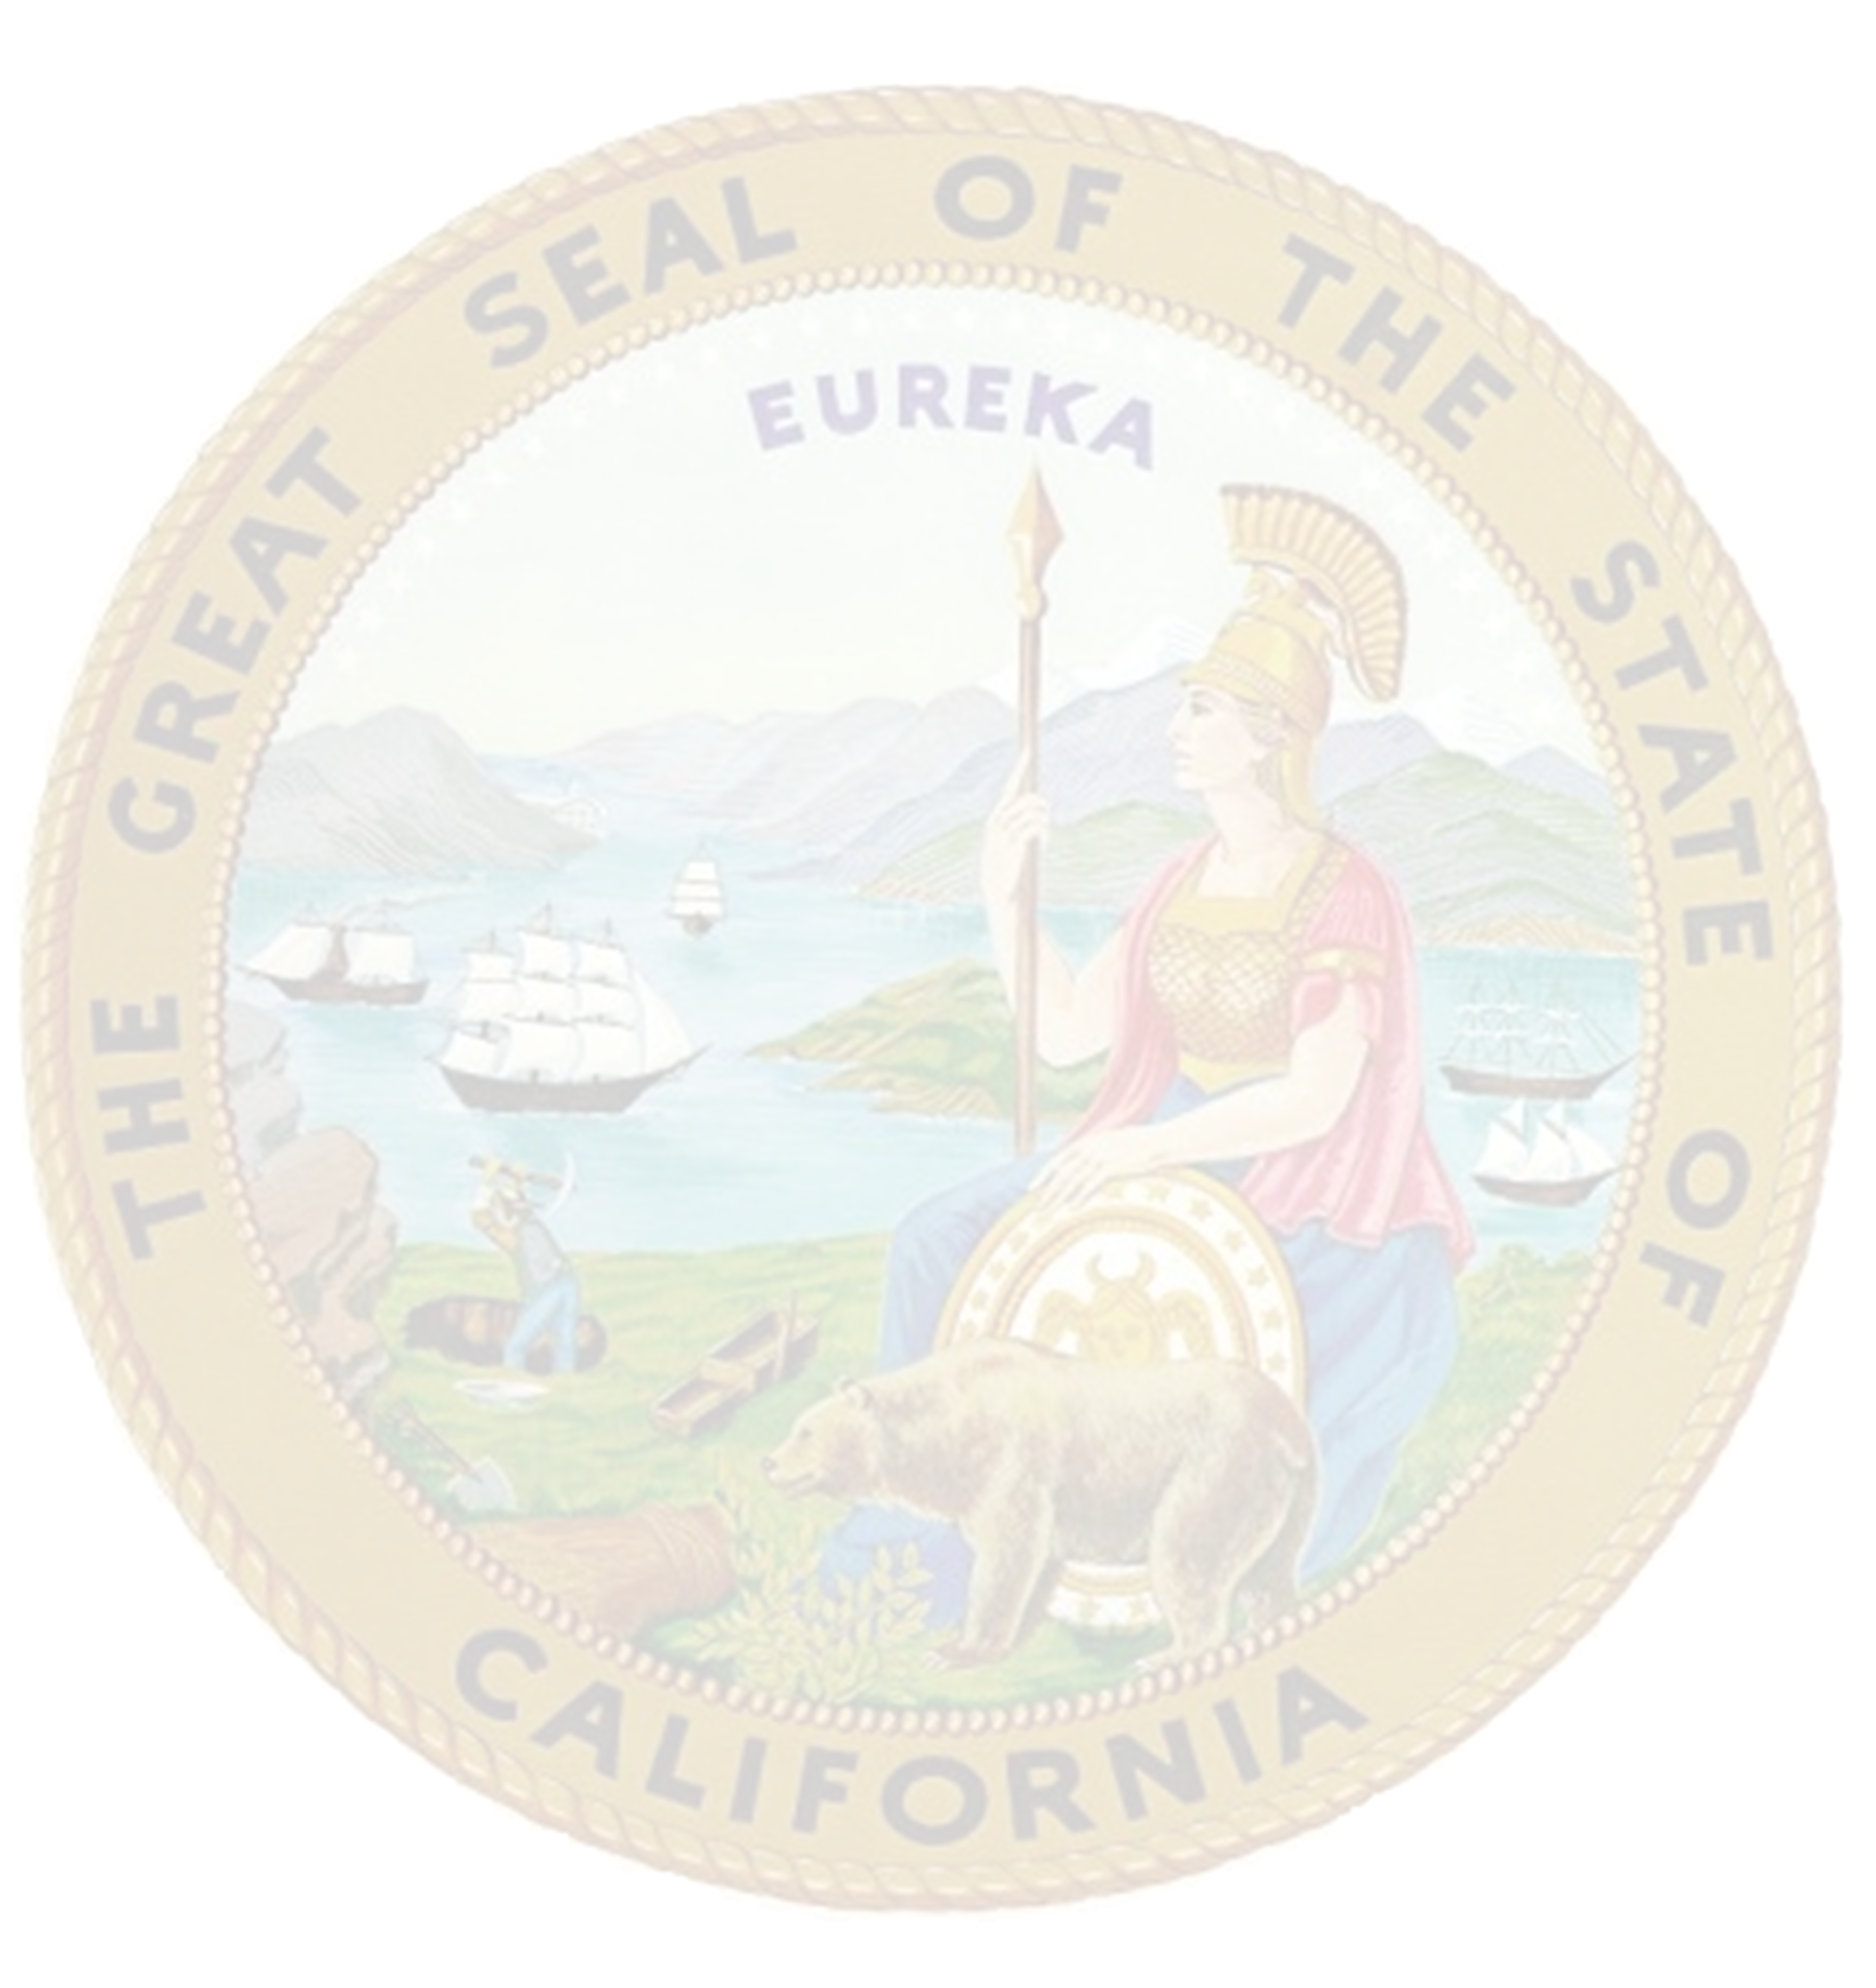 THE GREAT SEAL OF THE STATE OF CALIFORNIA
EUREKA